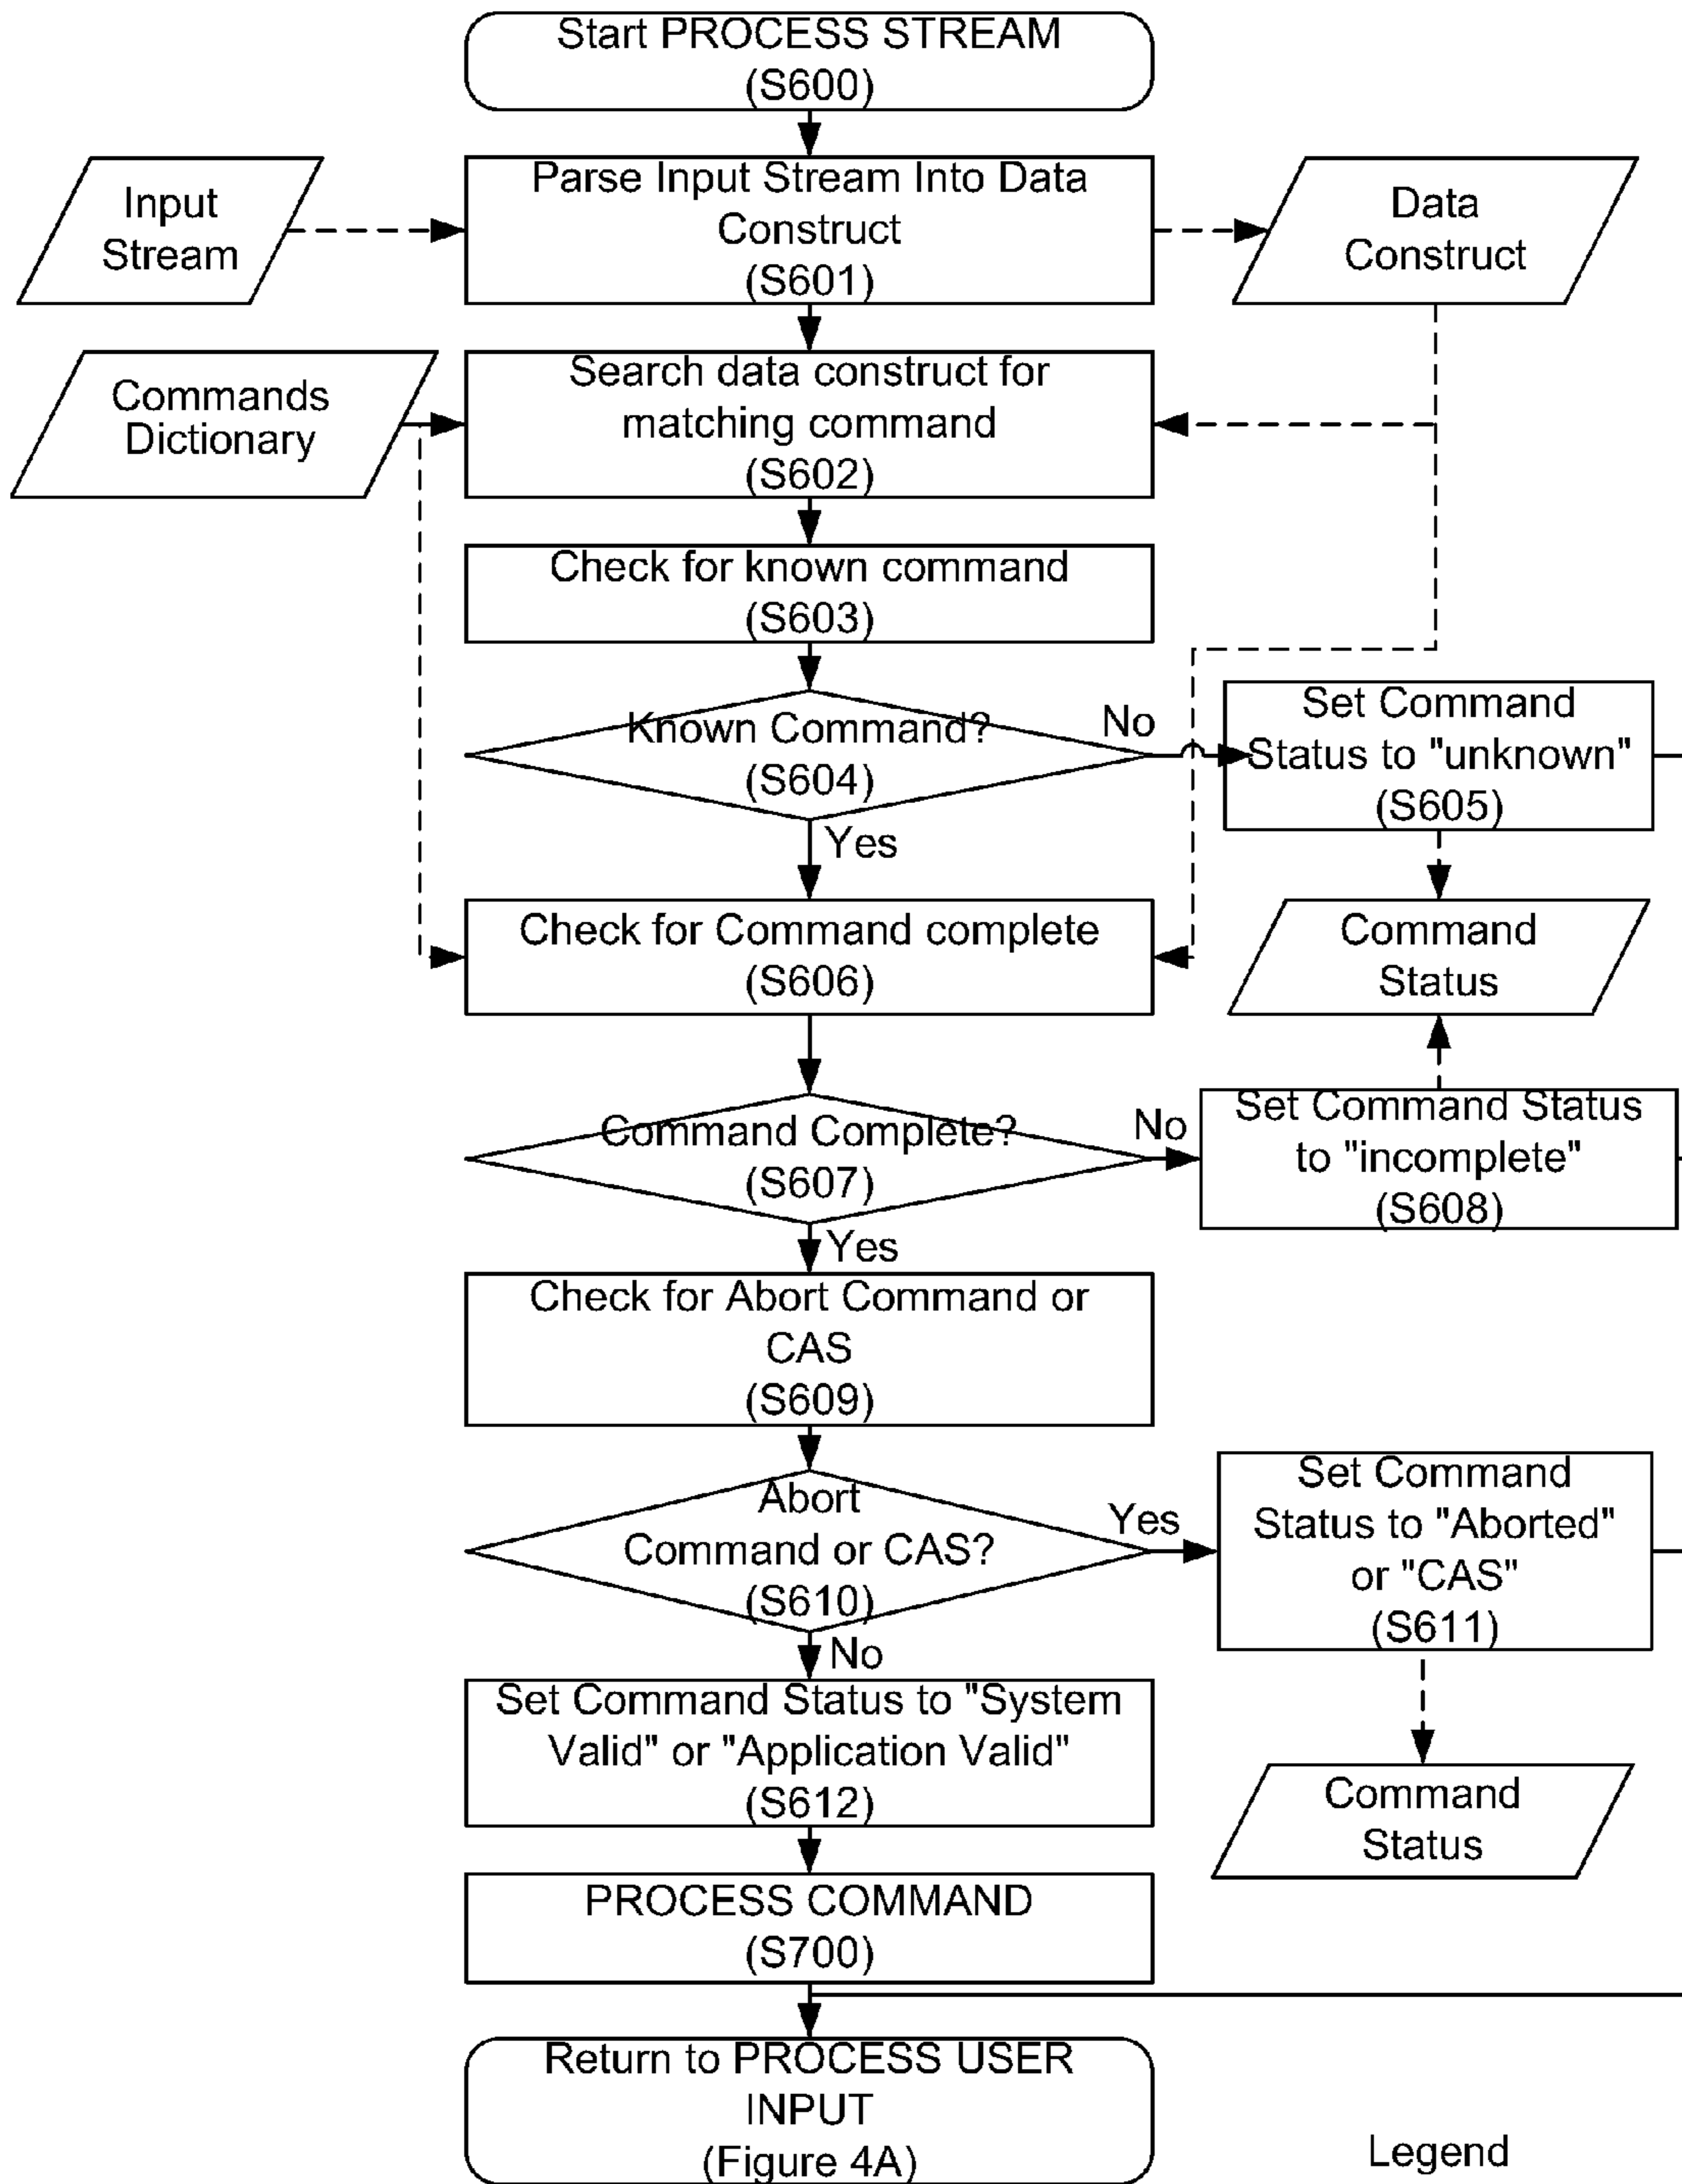 Start PROCESS STREAM
(S600)
Input
Stream
Parse Input Stream Into Data
Construct
(S601)
Data
Construct
Commands
Dictionary
Search data construct for
matching command
(S602)
Check for known command
(S603)
Known Command?
(S604)
No
Yes
Set Command
Status to "unknown"
(S605)
Check for Command complete
(S606)
Command
Status
Command Complete?
(S607)
No
Yes
Set Command Status
to "incomplete"
(S608)
Check for Abort Command or
CAS
(S609)
Abort
Command or CAS?
(S610)
Yes
No
Set Command
Status to "Aborted"
or "CAS"
(S611)
Set Command Status to "System
Valid" or "Application Valid"
(S612)
Command
Status
PROCESS COMMAND
(S700)
Return to PROCESS USER
INPUT
(Figure 4A)
Legend